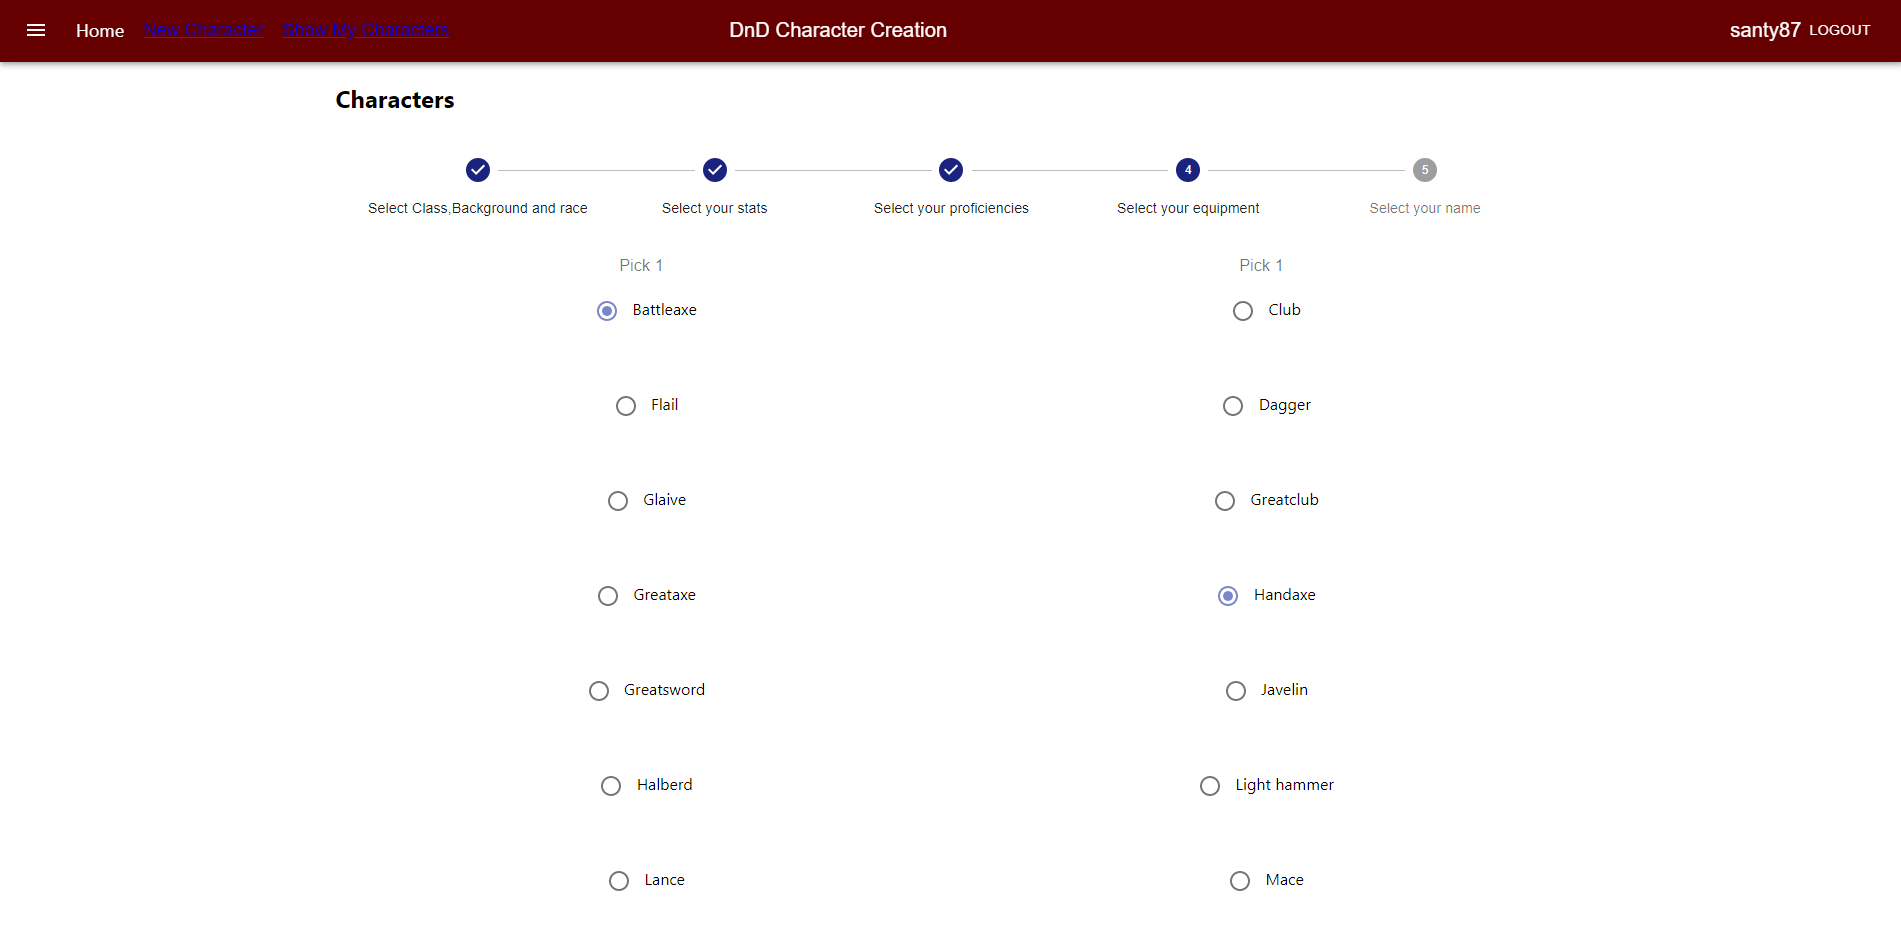 Home New Character Show My Characters DnD Character Creation santy87 LOGOUT
Characters
4 5
Select Class,Background and race Select your stats Select your proficiencies Select your equipment Select your name
Pick 1 Pick 1
Battleaxe Club
Flail Dagger
Glaive Greatclub
Greataxe Handaxe
Greatsword Javelin
Halberd Light hammer
Lance Mace